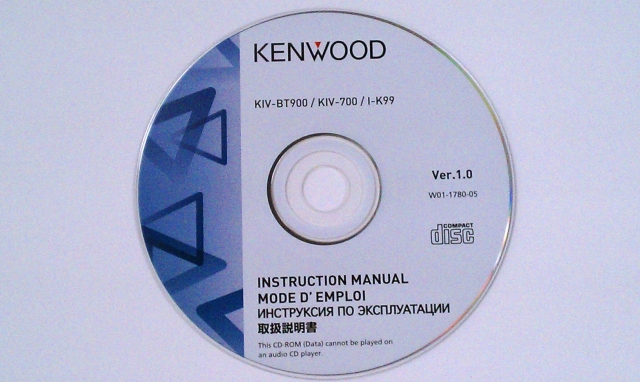 KENWOOD
KIV-BT900 / KIV-700 / I-K99
Ver.1.0
W01-1780-05
COMPACT
disc
INSTRUCTION MANUAL
MODE D' EMPLOI
ИНСТРУКСИЯ ПО ЭКСПЛУАТАЦИИ
取扱説明書
This CD-ROM (Data) cannot be played on
an audio CD player.